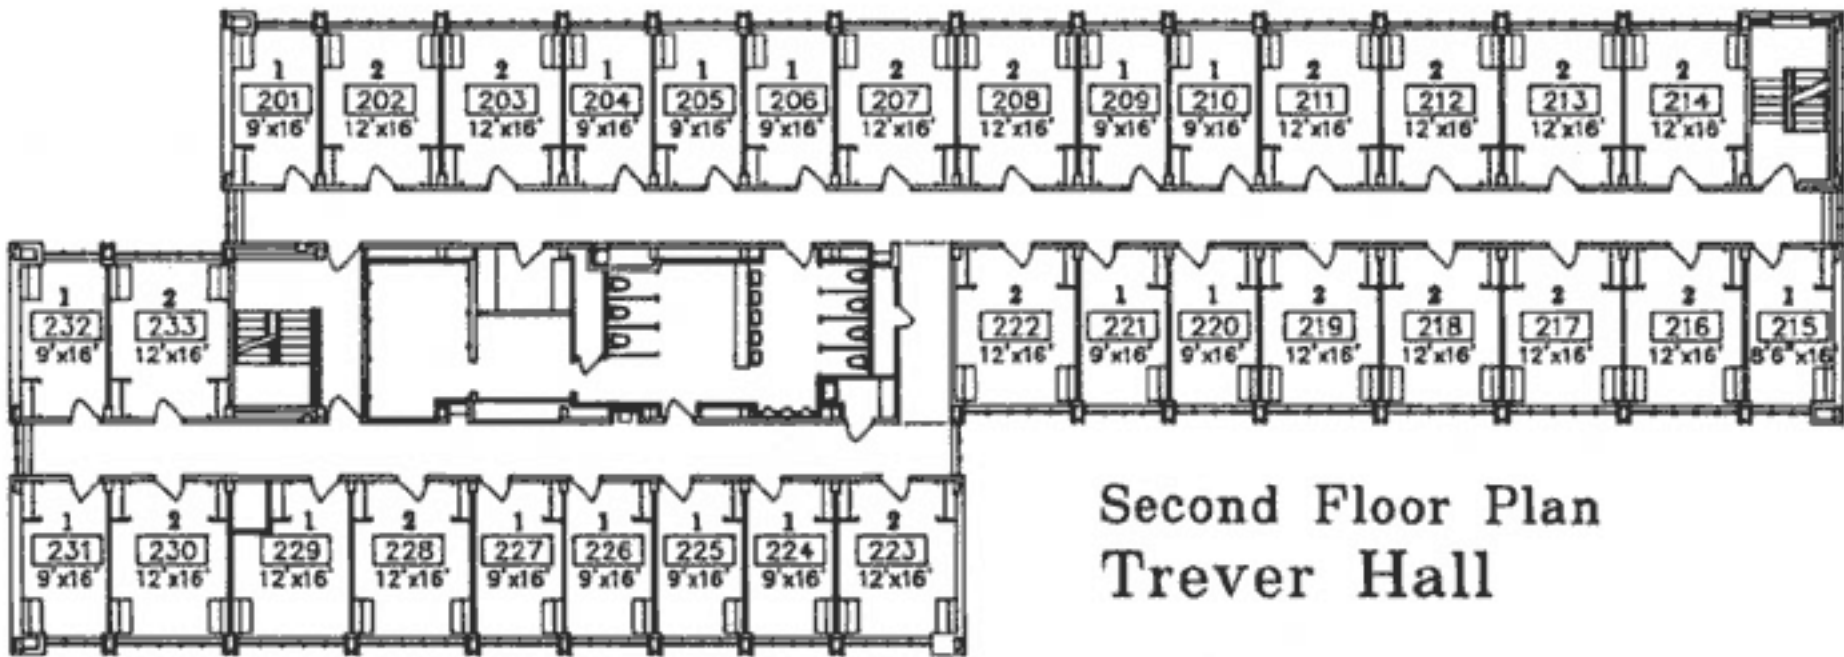 1 2 2 1 1 1 2 2 1 1 2 2 2 2
201 202 203 204 205 206 207 208 209 210 211 212 213 214
9'x16' 12'x16' 12'x16' 9'x16' 9'x16' 9'x16' 12'x16' 12'x16' 9'x16' 9'x16' 12'x16' 12'x16' 12'x16' 12'x16'
1 2 2 1 1 2 2 2 2 1
232 233 222 221 220 219 218 217 216 215
9'x16' 12'x16' 12'x16' 9'x16' 9'x16' 12'x16' 12'x16' 12'x16' 12'x16' 8'6"x16'
Second Floor Plan
Trever Hall
1 2 1 2 1 1 1 1 2
231 230 229 228 227 226 225 224 223
9'x16' 12'x16' 12'x16' 12'x16' 9'x16' 9'x16' 9'x16' 9'x16' 12'x16'